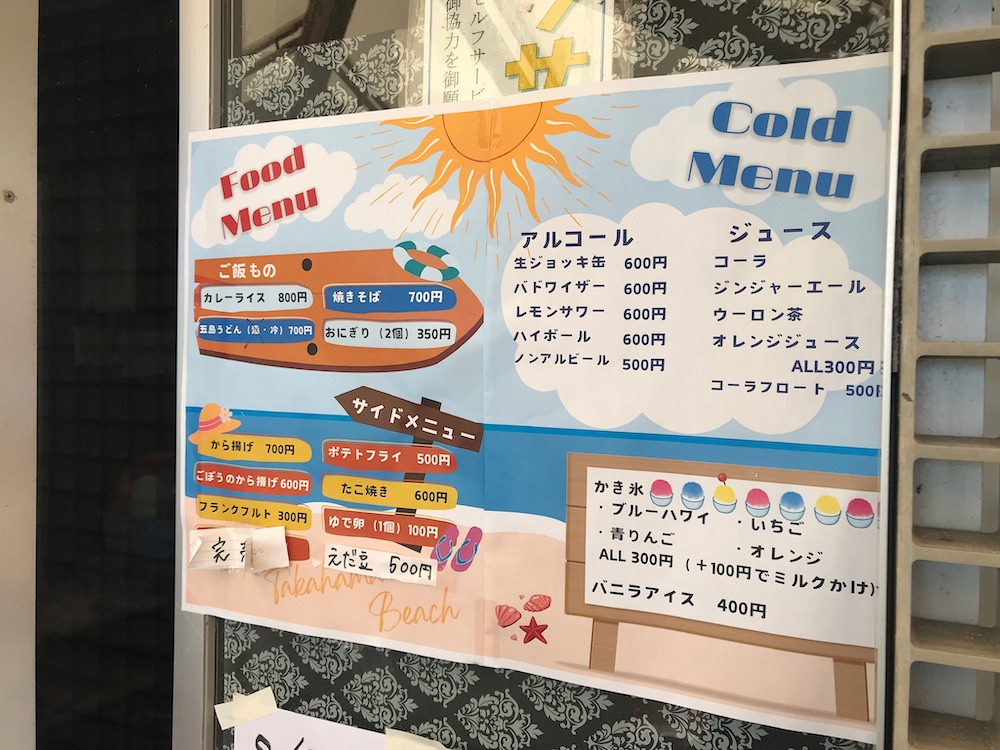 セルフサービ
御協力を御願
サ
Food
Menu
ご飯もの
カレーライス 800円
焼きそば 700円
五島うどん（温・冷）700円
おにぎり（2個）350円
サイドメニュー
から揚げ 700円
ポテトフライ 500円
ごぼうのから揚げ 600円
たこ焼き 600円
フランクフルト 300円
ゆで卵（1個）100円
完売
えだ豆 500円
Takahama
Beach
Cold
Menu
アルコール
生ジョッキ缶 600円
バドワイザー 600円
レモンサワー 600円
ハイボール 600円
ノンアルビール 500円
ジュース
コーラ
ジンジャーエール
ウーロン茶
オレンジジュース
ALL300円
コーラフロート 500円
かき氷
・ブルーハワイ ・いちご
・青りんご ・オレンジ
ALL 300円（＋100円でミルクかけ）
バニラアイス 400円